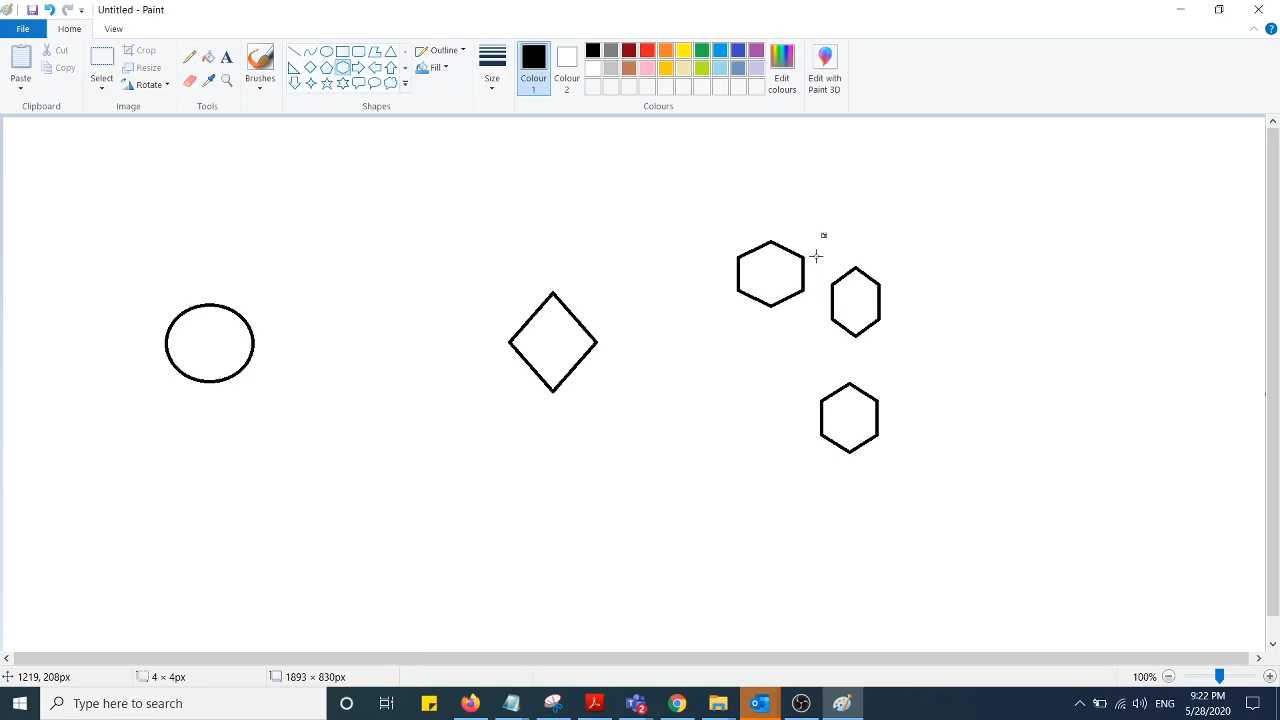 Untitled - Paint
File Home View
Paste
Cut
Copy
Clipboard
Select
Crop
Resize
Rotate
Image
A
Tools
Brushes
Outline
Fill
Shapes
Size
Colour 1
Colour 2
Colours
Edit colours
Edit with Paint 3D
1219, 208px 4 × 4px 1893 × 830px 100%
Type here to search
2
ENG
9:22 PM
5/28/2020